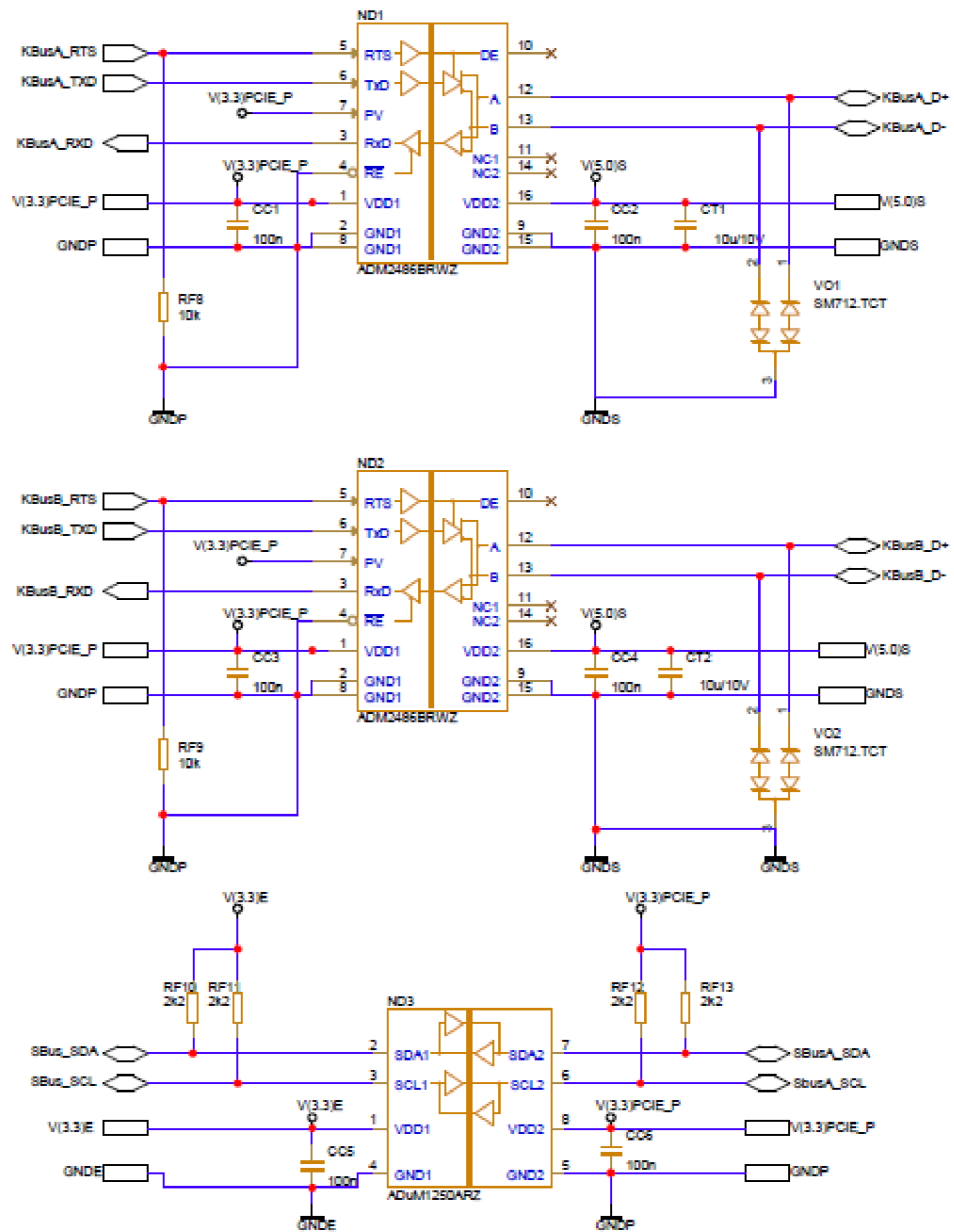 ND1
KBusA_RTS 5 RTS DE 10
KBusA_TXD 6 TxD
V(3.3)PCIE_P 7 PV A 12 KBusA_D+
KBusA_RXD 3 RxD B 13 KBusA_D-
V(3.3)PCIE_P 4 RE NC1 11
NC2 14 V(5.0)S
V(3.3)PCIE_P 1 VDD1 VDD2 16 V(5.0)S
CC1 CC2 CT1
GNDP 100n 2 GND1 GND2 9 100n 10u/10V GNDS
8 GND1 GND2 15
ADM2486BRWZ
2 1 VO1
SM712.TCT
RF8
10k
3
GNDP GNDS
ND2
KBusB_RTS 5 RTS DE 10
KBusB_TXD 6 TxD
V(3.3)PCIE_P 7 PV A 12 KBusB_D+
KBusB_RXD 3 RxD B 13 KBusB_D-
V(3.3)PCIE_P 4 RE NC1 11
NC2 14 V(5.0)S
V(3.3)PCIE_P 1 VDD1 VDD2 16 V(5.0)S
CC3 CC4 CT2
GNDP 100n 2 GND1 GND2 9 100n 10u/10V GNDS
8 GND1 GND2 15
ADM2486BRWZ
2 1 VO2
SM712.TCT
RF9
10k
3
GNDP GNDS GNDS
V(3.3)E V(3.3)PCIE_P
RF10 RF11 RF12 RF13
2k2 2k2 2k2 2k2
ND3
SBus_SDA 2 SDA1 SDA2 7 SBusA_SDA
SBus_SCL 3 SCL1 SCL2 6 SbusA_SCL
V(3.3)E V(3.3)PCIE_P
V(3.3)E 1 VDD1 VDD2 8 V(3.3)PCIE_P
CC5 CC6
GNDE 100n 4 GND1 GND2 5 100n GNDP
ADuM1250ARZ
GNDE GNDP